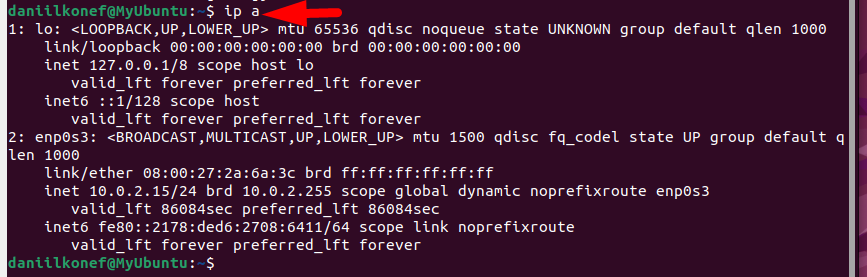 daniilkonef@MyUbuntu:~$ ip a
1: lo: <LOOPBACK,UP,LOWER_UP> mtu 65536 qdisc noqueue state UNKNOWN group default qlen 1000
    link/loopback 00:00:00:00:00:00 brd 00:00:00:00:00:00
    inet 127.0.0.1/8 scope host lo
       valid_lft forever preferred_lft forever
    inet6 ::1/128 scope host
       valid_lft forever preferred_lft forever
2: enp0s3: <BROADCAST,MULTICAST,UP,LOWER_UP> mtu 1500 qdisc fq_codel state UP group default q
len 1000
    link/ether 08:00:27:2a:6a:3c brd ff:ff:ff:ff:ff:ff
    inet 10.0.2.15/24 brd 10.0.2.255 scope global dynamic noprefixroute enp0s3
       valid_lft 86084sec preferred_lft 86084sec
    inet6 fe80::2178:ded6:2708:6411/64 scope link noprefixroute
       valid_lft forever preferred_lft forever
daniilkonef@MyUbuntu:~$